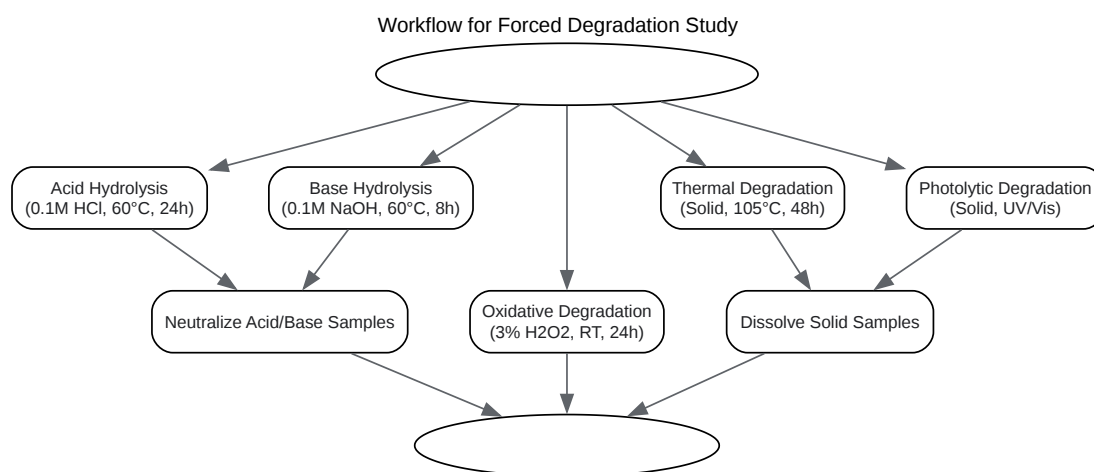 Workflow for Forced Degradation Study
Acid Hydrolysis
(0.1M HCl, 60°C, 24h)
Base Hydrolysis
(0.1M NaOH, 60°C, 8h)
Thermal Degradation
(Solid, 105°C, 48h)
Photolytic Degradation
(Solid, UV/Vis)
Neutralize Acid/Base Samples
Oxidative Degradation
(3% H2O2, RT, 24h)
Dissolve Solid Samples